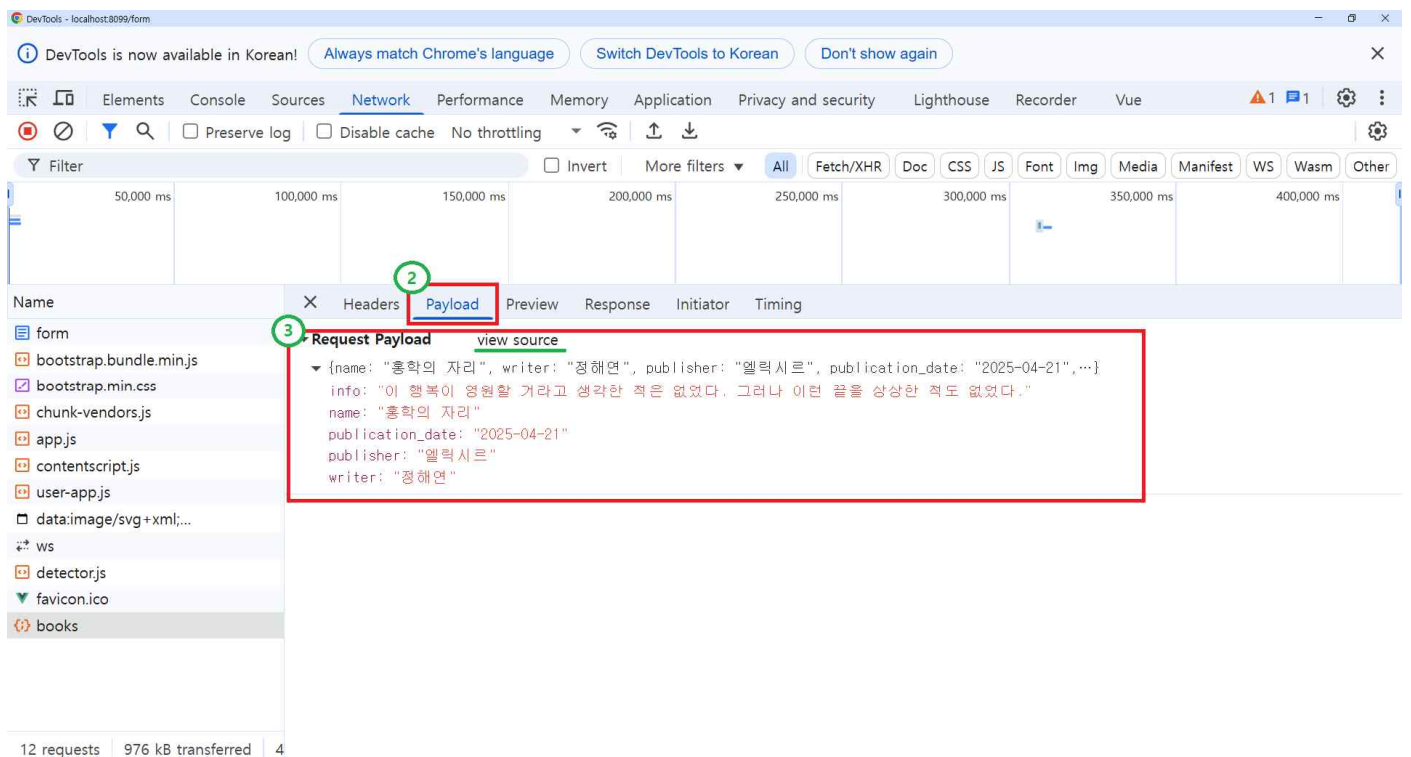 DevTools - localhost:8099/form
DevTools is now available in Korean! Always match Chrome's language Switch DevTools to Korean Don't show again
Elements Console Sources Network Performance Memory Application Privacy and security Lighthouse Recorder Vue 1 1
Preserve log Disable cache No throttling
Filter Invert More filters All Fetch/XHR Doc CSS JS Font Img Media Manifest WS Wasm Other
50,000 ms 100,000 ms 150,000 ms 200,000 ms 250,000 ms 300,000 ms 350,000 ms 400,000 ms
2
Name Headers Payload Preview Response Initiator Timing
form
bootstrap.bundle.min.js
bootstrap.min.css
chunk-vendors.js
app.js
contentscript.js
user-app.js
data:image/svg+xml;...
ws
detector.js
favicon.ico
books
3
Request Payload view source
{name: "홍학의 자리", writer: "정해연", publisher: "엘릭시르", publication_date: "2025-04-21",…}
info: "이 행복이 영원할 거라고 생각한 적은 없었다. 그러나 이런 끝을 상상한 적도 없었다."
name: "홍학의 자리"
publication_date: "2025-04-21"
publisher: "엘릭시르"
writer: "정해연"
12 requests 976 kB transferred 4